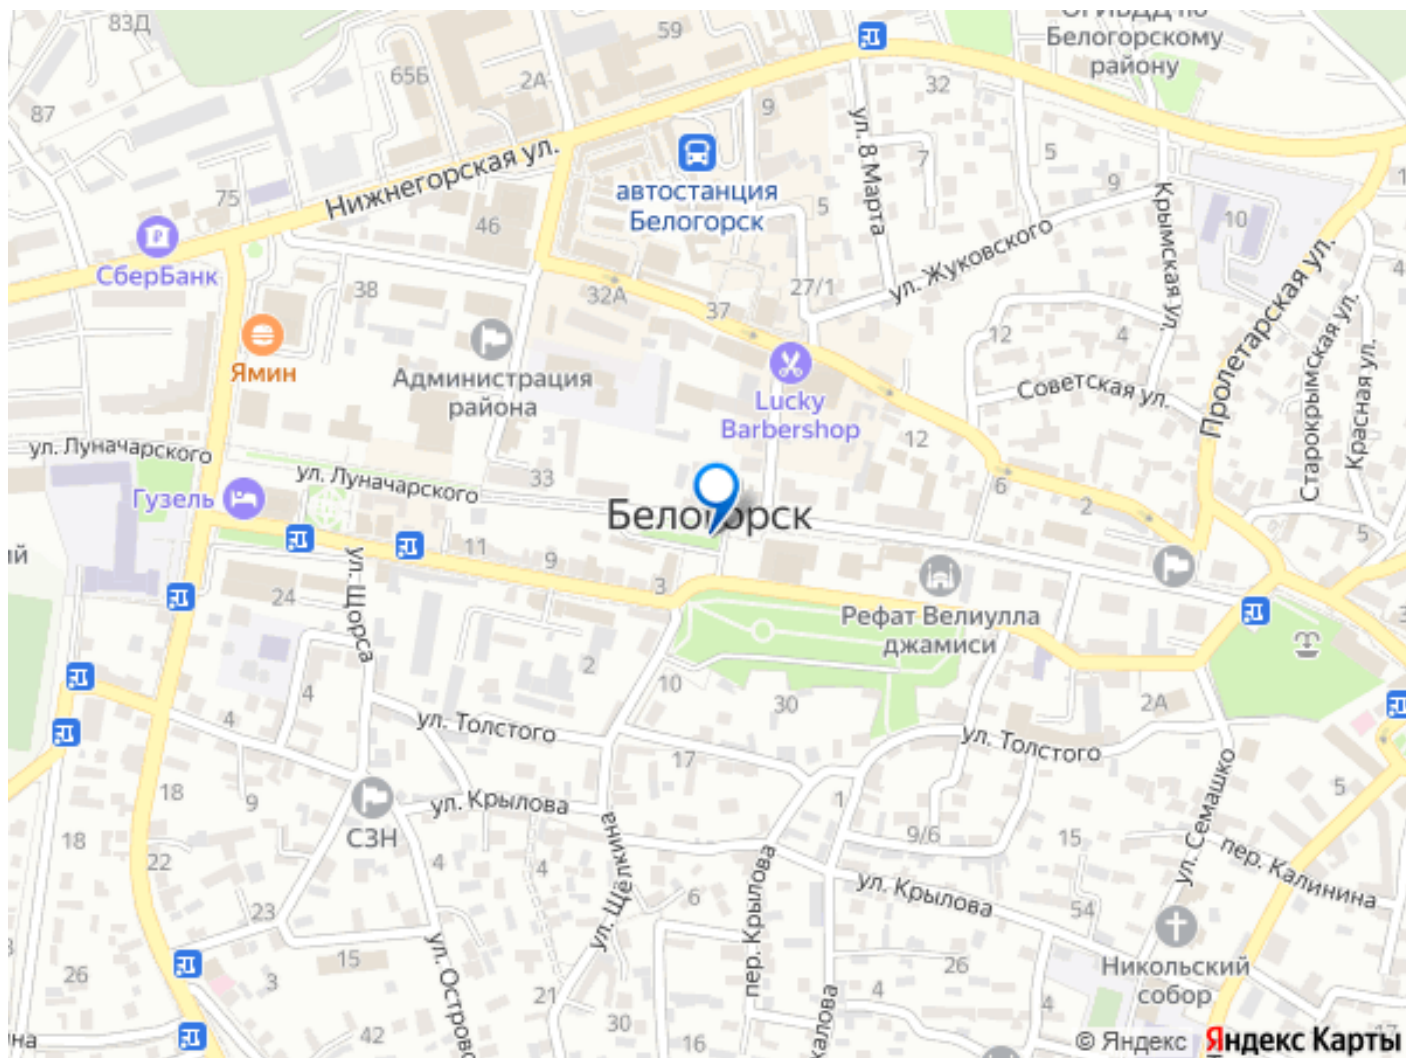 83Д
59
ОГИБДД по
Белогорскому
району
65Б
2А
87
9
32
ул. 8 Марта
7
5
9
Нижнегорская ул.
автостанция
Белогорск
75
46
5
10
Крымская ул.
СберБанк
ул. Жуковского
Пролетарская ул.
4
38
32А
37
27/1
12
4
Старокрымская ул.
Красная ул.
Ямин
Администрация
района
Lucky
Barbershop
Советская ул.
12
ул. Луначарского
ул. Луначарского
33
Гузель
Белогорск
6
2
5
ий
11
9
3
ул. Щорса
24
Рефат Велиулла
джамиси
2
4
10
30
2А
4
ул. Толстого
ул. Толстого
17
ул. Семашко
18
9
СЗН
ул. Крылова
1
9/6
15
5
18
22
4
4
ул. Щёлкина
пер. Крылова
ул. Крылова
пер. Калинина
6
54
23
15
ул. Острово
26
3
Никольский
собор
26
4
21
30
16
42
на
калова
© Яндекс Яндекс Карты